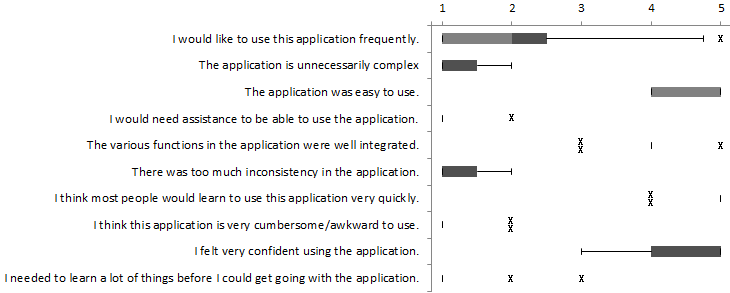 1 2 3 4 5
I would like to use this application frequently. x
The application is unnecessarily complex
The application was easy to use.
I would need assistance to be able to use the application. x
The various functions in the application were well integrated. x x x
There was too much inconsistency in the application.
I think most people would learn to use this application very quickly. x x
I think this application is very cumbersome/awkward to use. x x
I felt very confident using the application.
I needed to learn a lot of things before I could get going with the application. x x